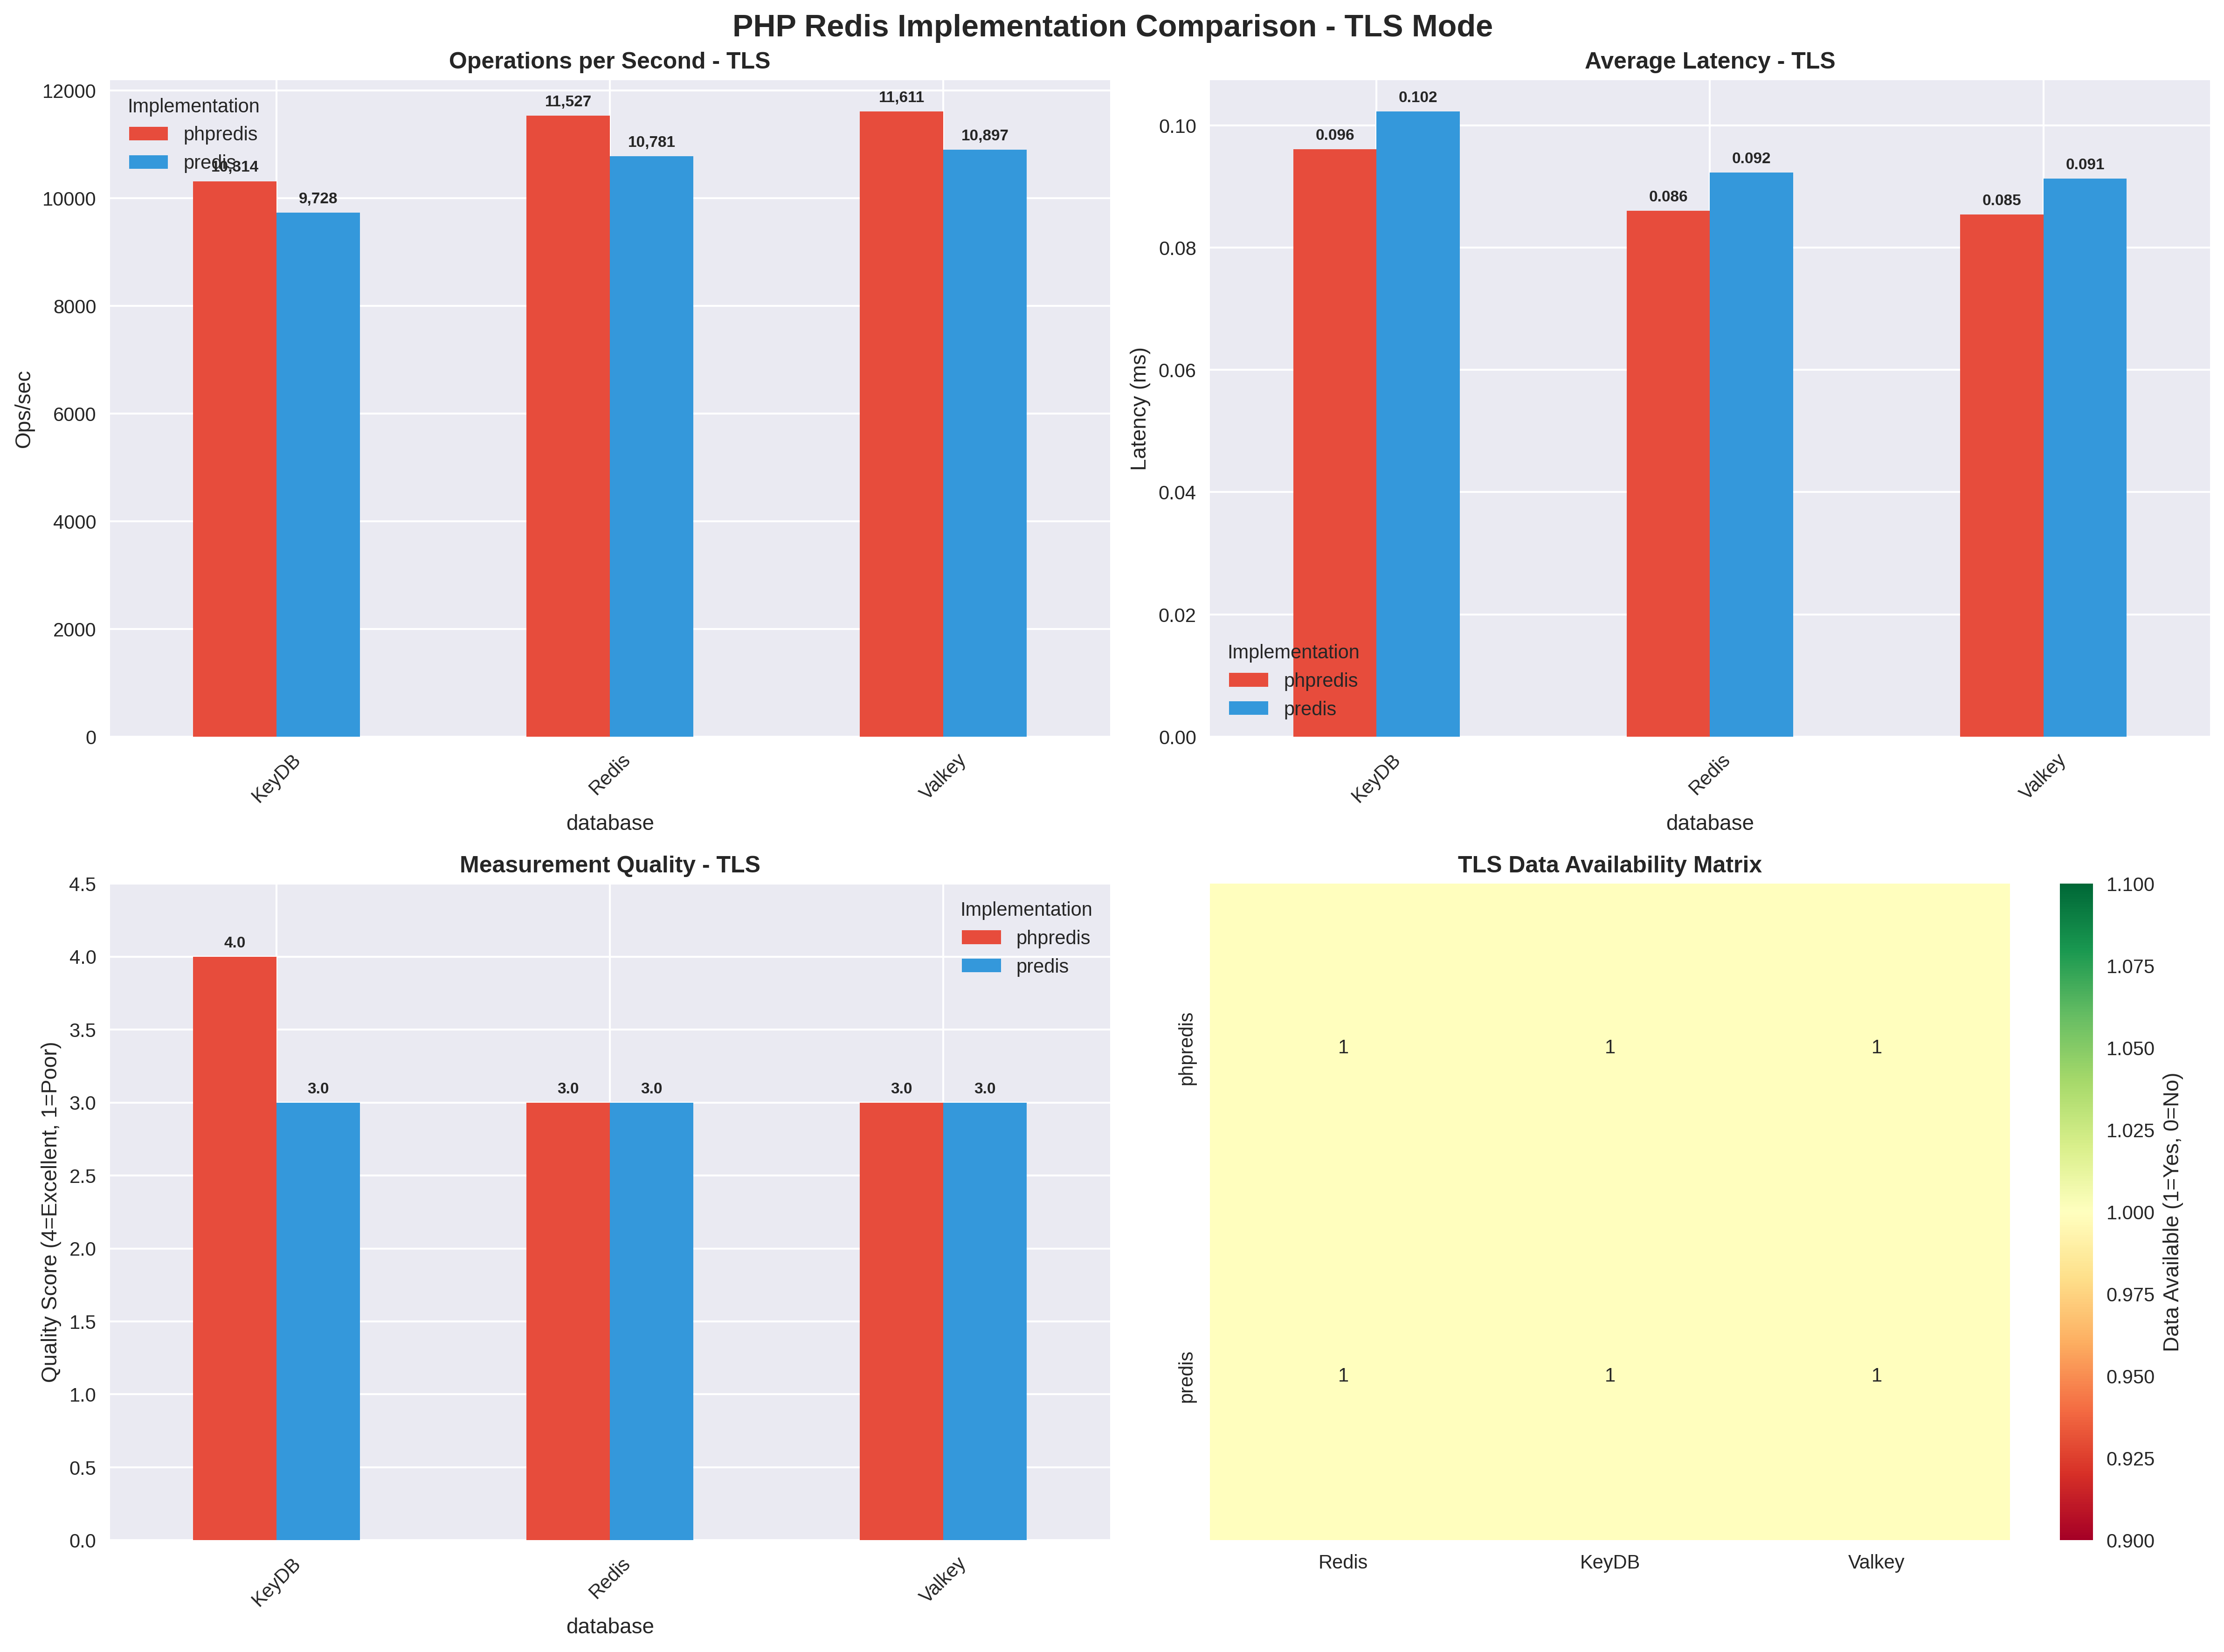 PHP Redis Implementation Comparison - TLS Mode
Operations per Second - TLS
Ops/sec
12000
10000
8000
6000
4000
2000
0
Implementation
phpredis
predis
10,314
9,728
11,527
10,781
11,611
10,897
KeyDB
Redis
Valkey
database
Average Latency - TLS
Latency (ms)
0.10
0.08
0.06
0.04
0.02
0.00
0.096
0.102
0.086
0.092
0.085
0.091
Implementation
phpredis
predis
KeyDB
Redis
Valkey
database
Measurement Quality - TLS
Quality Score (4=Excellent, 1=Poor)
4.5
4.0
3.5
3.0
2.5
2.0
1.5
1.0
0.5
0.0
4.0
3.0
3.0
3.0
3.0
3.0
Implementation
phpredis
predis
KeyDB
Redis
Valkey
database
TLS Data Availability Matrix
phpredis
1
1
1
predis
1
1
1
Redis
KeyDB
Valkey
1.100
1.075
1.050
1.025
1.000
0.975
0.950
0.925
0.900
Data Available (1=Yes, 0=No)